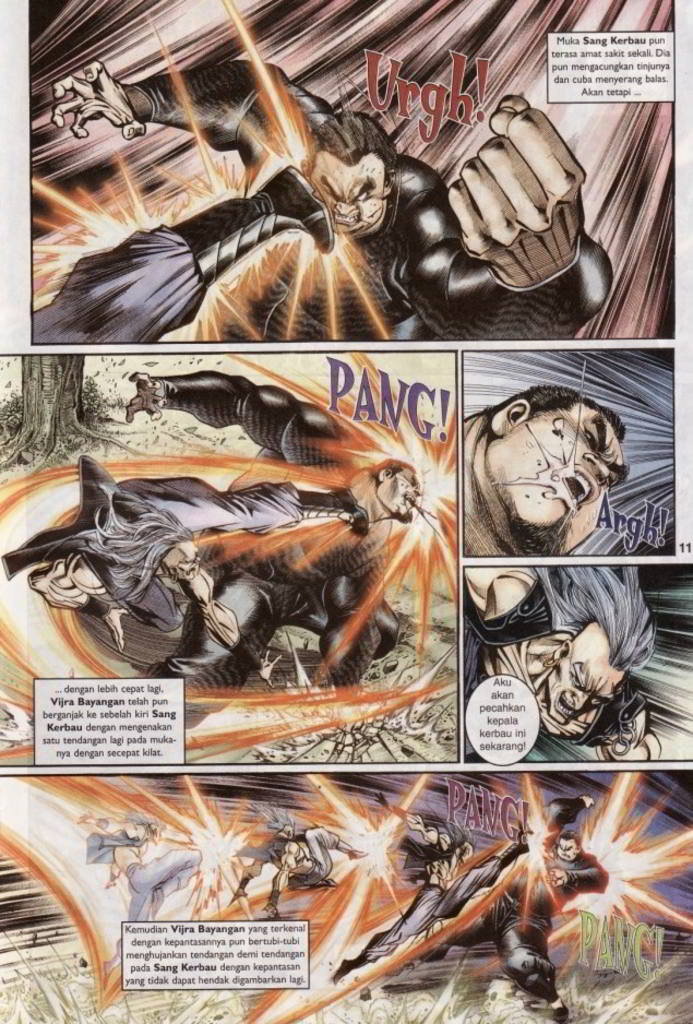 Muka Sang Kerbau pun
terasa amat sakit sekali. Dia
pun mengacungkan tinjunya
dan cuba menyerang balas.
Akan tetapi ...
Urgh!
PANG!
... dengan lebih cepat lagi,
Vijra Bayangan telah pun
berganjak ke sebelah kiri Sang
Kerbau dengan mengenakan
satu tendangan lagi pada muka-
nya dengan secepat kilat.
Argh!
11
Aku
akan
pecahkan
kepala
kerbau ini
sekarang!
PANG!
Kemudian Vijra Bayangan yang terkenal
dengan kepantasannya pun bertubi-tubi
menghujankan tendangan demi tendangan
pada Sang Kerbau dengan kepantasan
yang tidak dapat hendak digambarkan lagi.
PANG!